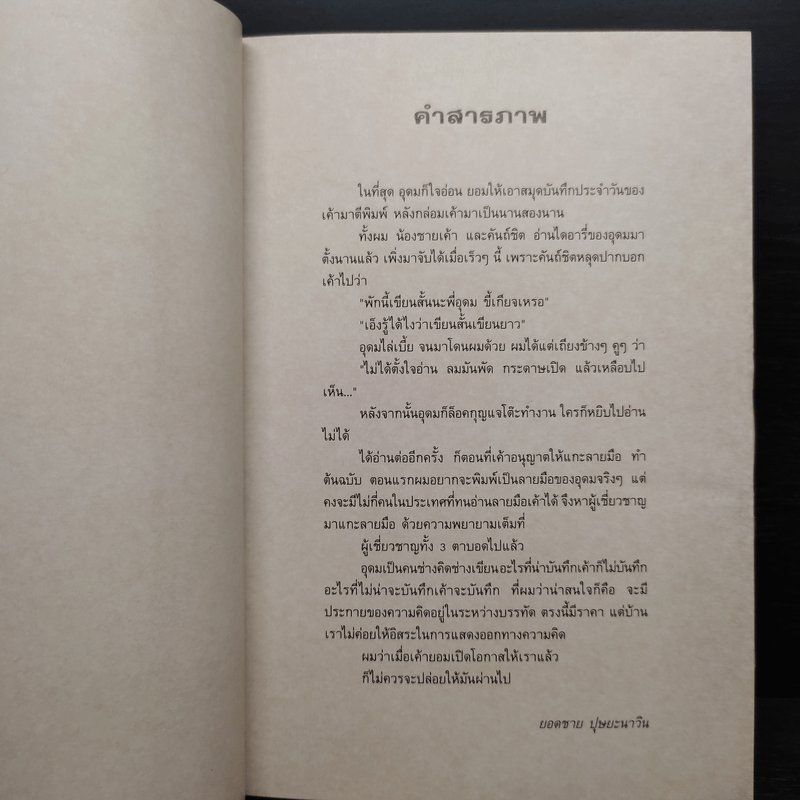 คำสารภาพ
ในที่สุด อุดมก็ใจอ่อน ยอมให้เอาสมุดบันทึกประจำวันของ
เค้ามาตีพิมพ์ หลังกล่อมเค้ามาเป็นนานสองนาน
ทั้งผม น้องชายเค้า และคันถ์ชิต อ่านไดอารี่ของอุดมมา
ตั้งนานแล้ว เพิ่งมาจับได้เมื่อเร็วๆ นี้ เพราะคันถ์ชิตหลุดปากบอก
เค้าไปว่า
"พักนี้เขียนสั้นนะพี่อุดม ขี้เกียจเหรอ"
"เอ็งรู้ได้ไงว่าเขียนสั้นเขียนยาว"
อุดมไล่เบี้ย จนมาโดนผมด้วย ผมได้แต่เถียงข้างๆ คูๆ ว่า
"ไม่ได้ตั้งใจอ่าน ลมมันพัด กระดาษเปิด แล้วเหลือบไป
เห็น..."
หลังจากนั้นอุดมก็ล็อคกุญแจโต๊ะทำงาน ใครก็หยิบไปอ่าน
ไม่ได้
ได้อ่านต่ออีกครั้ง ก็ตอนที่เค้าอนุญาตให้แกะลายมือ ทำ
ต้นฉบับ ตอนแรกผมอยากจะพิมพ์เป็นลายมือของอุดมจริงๆ แต่
คงจะมีไม่กี่คนในประเทศที่ทนอ่านลายมือเค้าได้ จึงหาผู้เชี่ยวชาญ
มาแกะลายมือ ด้วยความพยายามเต็มที่
ผู้เชี่ยวชาญทั้ง 3 ตาบอดไปแล้ว
อุดมเป็นคนช่างคิดช่างเขียนอะไรที่น่าบันทึกเค้าก็ไม่บันทึก
อะไรที่ไม่น่าจะบันทึกเค้าจะบันทึก ที่ผมว่าน่าสนใจก็คือ จะมี
ประกายของความคิดอยู่ในระหว่างบรรทัด ตรงนี้มีราคา แต่บ้าน
เราไม่ค่อยให้อิสระในการแสดงออกทางความคิด
ผมว่าเมื่อเค้ายอมเปิดโอกาสให้เราแล้ว
ก็ไม่ควรจะปล่อยให้มันผ่านไป
ยอดชาย ปุษยะนาวิน